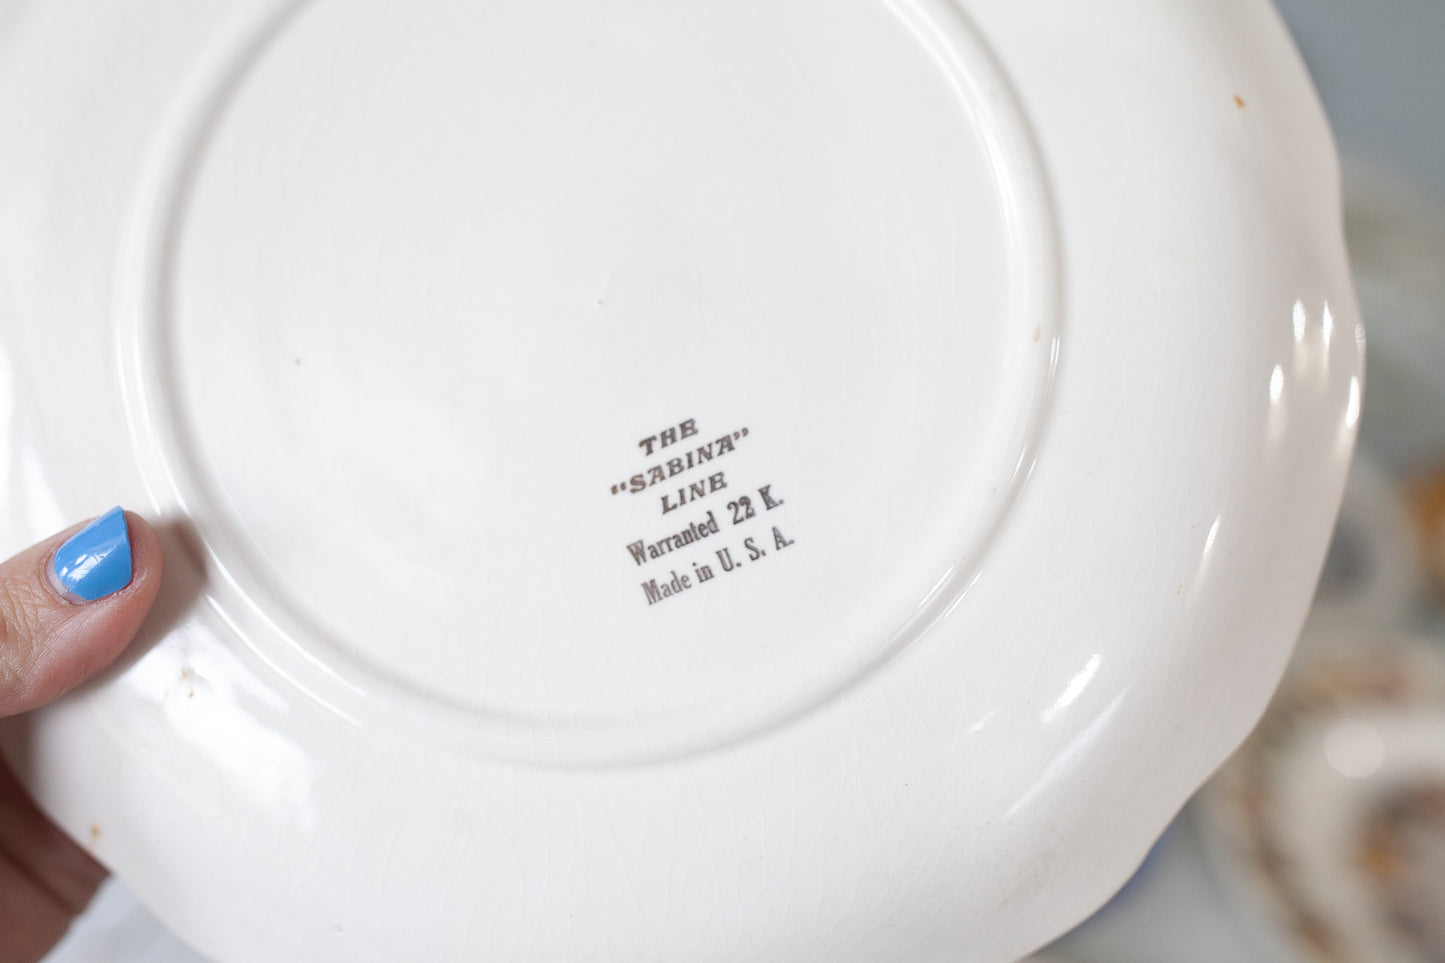 THE
“SABINA”
LINE
Warranted 22 K.
Made in U. S. A.